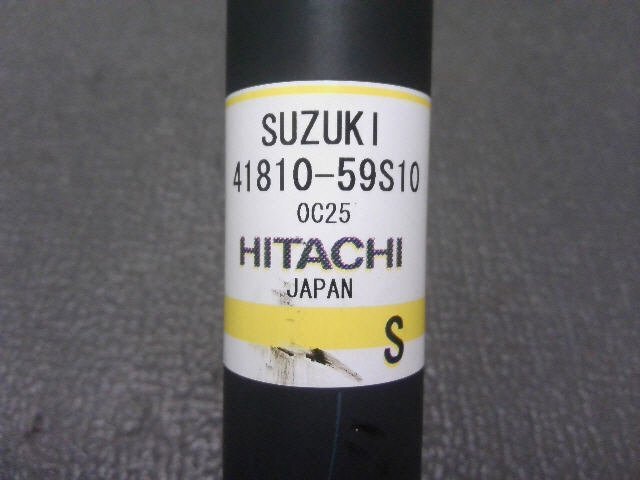 SUZUKI
41810-59S10
0C25
HITACHI
JAPAN
S